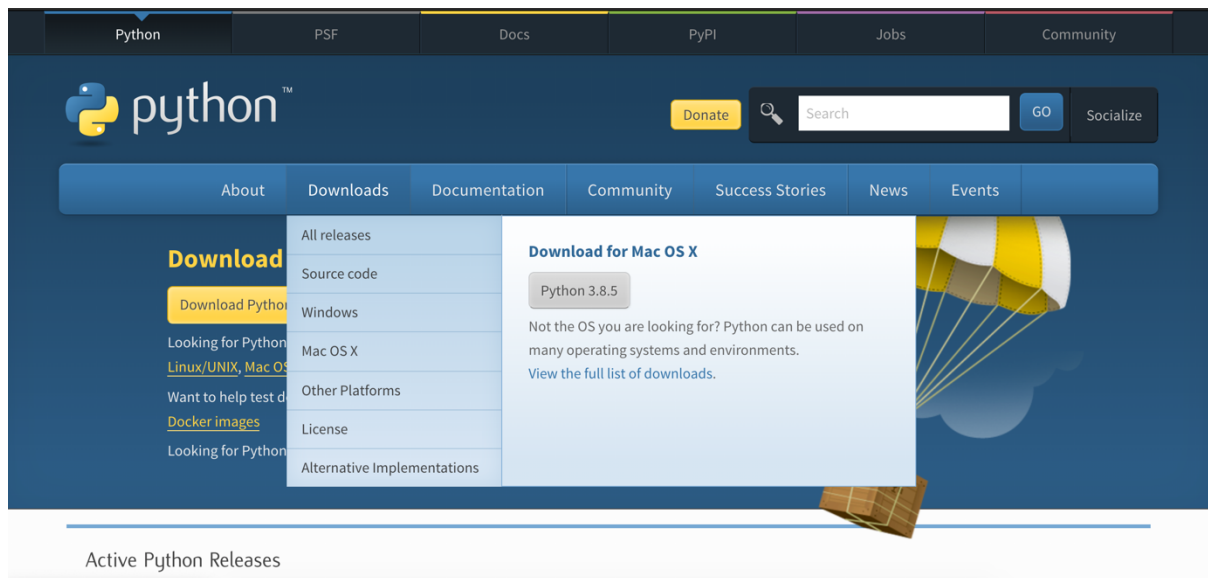 Python PSF Docs PyPI Jobs Community
python™
Donate Search GO Socialize
About Downloads Documentation Community Success Stories News Events
All releases
Source code
Windows
Mac OS X
Other Platforms
License
Alternative Implementations
Download for Mac OS X
Python 3.8.5
Not the OS you are looking for? Python can be used on
many operating systems and environments.
View the full list of downloads.
Download
Download Pytho
Looking for Python
Linux/UNIX, Mac OS
Want to help test d
Docker images
Looking for Python
Active Python Releases